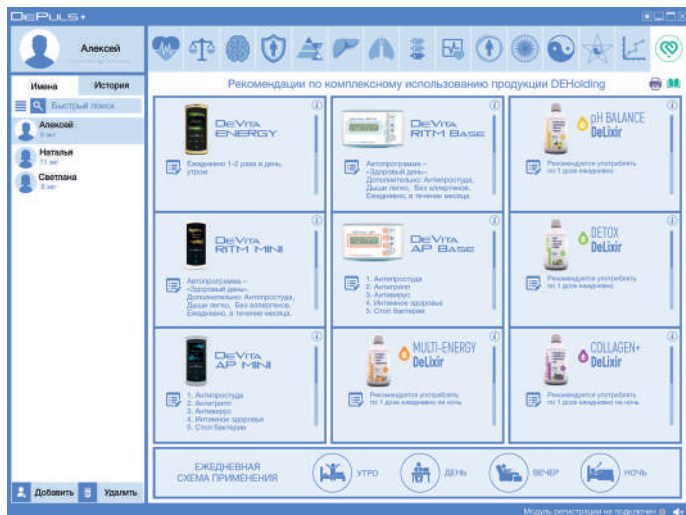 DEPULS+
Алексей
Имена
История
Быстрый поиск
Алексей
0 лет
Наталья
11 лет
Светлана
0 лет
Рекомендации по комплексному использованию продукции DEHolding
DEVITA
ENERGY
Ежедневно 1-2 раза в день,
утром
DEVITA
RITM BASE
Автопрограмма –
«Здоровый день».
Дополнительно: Антипростуда,
Дыши легко, Без аллергенов.
Ежедневно, в течение месяца.
pH BALANCE
DeLixir
Рекомендуется употреблять
по 1 дозе ежедневно
DEVITA
RITM MINI
Автопрограмма –
«Здоровый день».
Дополнительно: Антипростуда,
Дыши легко, Без аллергенов.
Ежедневно, в течение месяца.
DEVITA
AP BASE
1. Антипростуда
2. Антигрипп
3. Антивирус
4. Интимное здоровье
5. Стоп бактерии
DETOX
DeLixir
Рекомендуется употреблять
по 1 дозе ежедневно
DEVITA
AP MINI
1. Антипростуда
2. Антигрипп
3. Антивирус
4. Интимное здоровье
5. Стоп бактерии
MULTI-ENERGY
DeLixir
Рекомендуется употреблять
по 1 дозе ежедневно на ночь
COLLAGEN+
DeLixir
Рекомендуется употреблять
по 1 дозе ежедневно на ночь
ЕЖЕДНЕВНАЯ
СХЕМА ПРИМЕНЕНИЯ
УТРО
ДЕНЬ
ВЕЧЕР
НОЧЬ
Добавить
Удалить
Модуль регистрации не подключен